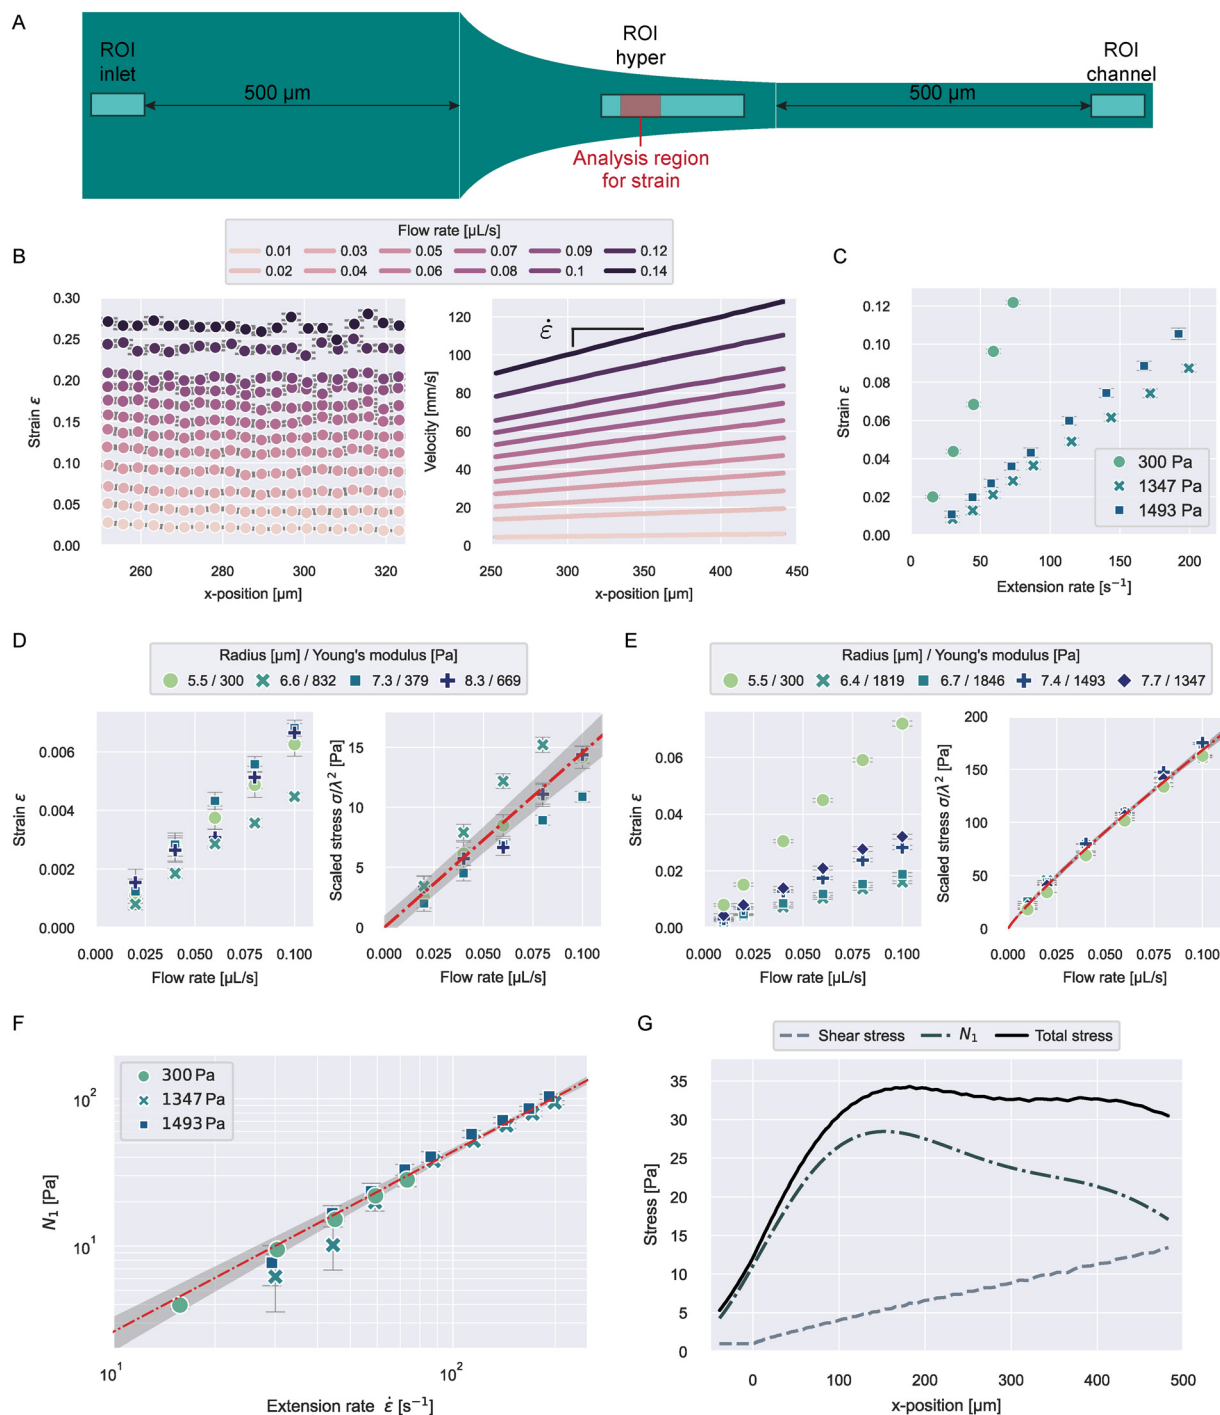 A
ROI
inlet
500 µm
ROI
hyper
Analysis region
for strain
500 µm
ROI
channel
Flow rate [µL/s]
0.01 0.03 0.05 0.07 0.09 0.12
0.02 0.04 0.06 0.08 0.1 0.14
B
Strain ε
0.30
0.25
0.20
0.15
0.10
0.05
0.00
260 280 300 320
x-position [µm]
Velocity [mm/s]
120
100
80
60
40
20
0
ε̇
250 300 350 400 450
x-position [µm]
C
Strain ε
0.12
0.10
0.08
0.06
0.04
0.02
0.00
300 Pa
1347 Pa
1493 Pa
0 50 100 150 200
Extension rate [s⁻¹]
D
Radius [µm] / Young's modulus [Pa]
5.5 / 300 6.6 / 832 7.3 / 379 8.3 / 669
Strain ε
0.006
0.004
0.002
0.000
0.000 0.025 0.050 0.075 0.100
Flow rate [µL/s]
Scaled stress σ/λ² [Pa]
15
10
5
0
0.000 0.025 0.050 0.075 0.100
Flow rate [µL/s]
E
Radius [µm] / Young's modulus [Pa]
5.5 / 300 6.4 / 1819 6.7 / 1846 7.4 / 1493 7.7 / 1347
Strain ε
0.06
0.04
0.02
0.00
0.000 0.025 0.050 0.075 0.100
Flow rate [µL/s]
Scaled stress σ/λ² [Pa]
200
150
100
50
0
0.000 0.025 0.050 0.075 0.100
Flow rate [µL/s]
F
300 Pa
1347 Pa
1493 Pa
N₁ [Pa]
10²
10¹
10¹ 10²
Extension rate ε̇ [s⁻¹]
G
Shear stress N₁ Total stress
Stress [Pa]
35
30
25
20
15
10
5
0
0 100 200 300 400 500
x-position [µm]